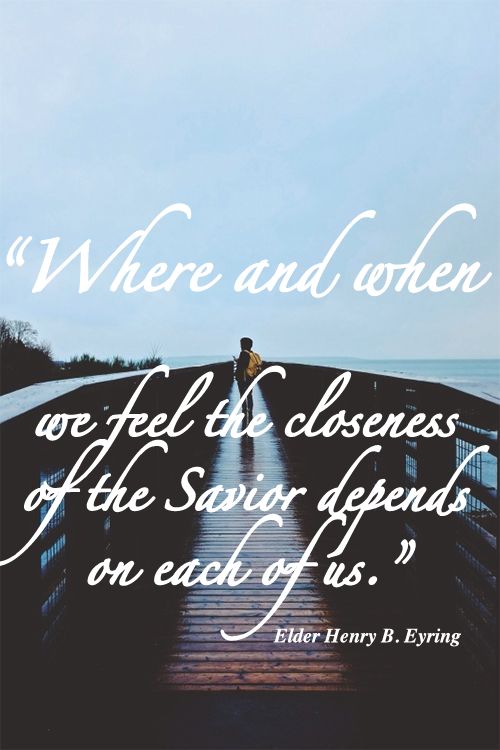 “Where and when
we feel the closeness
of the Savior depends
on each of us.”
Elder Henry B. Eyring